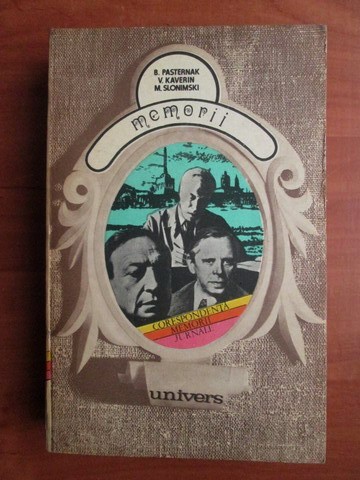 B. PASTERNAK
V. KAVERIN
M. SLONIMSKI
memorii
CORESPONDENȚĂ
MEMORII
JURNALE
univers